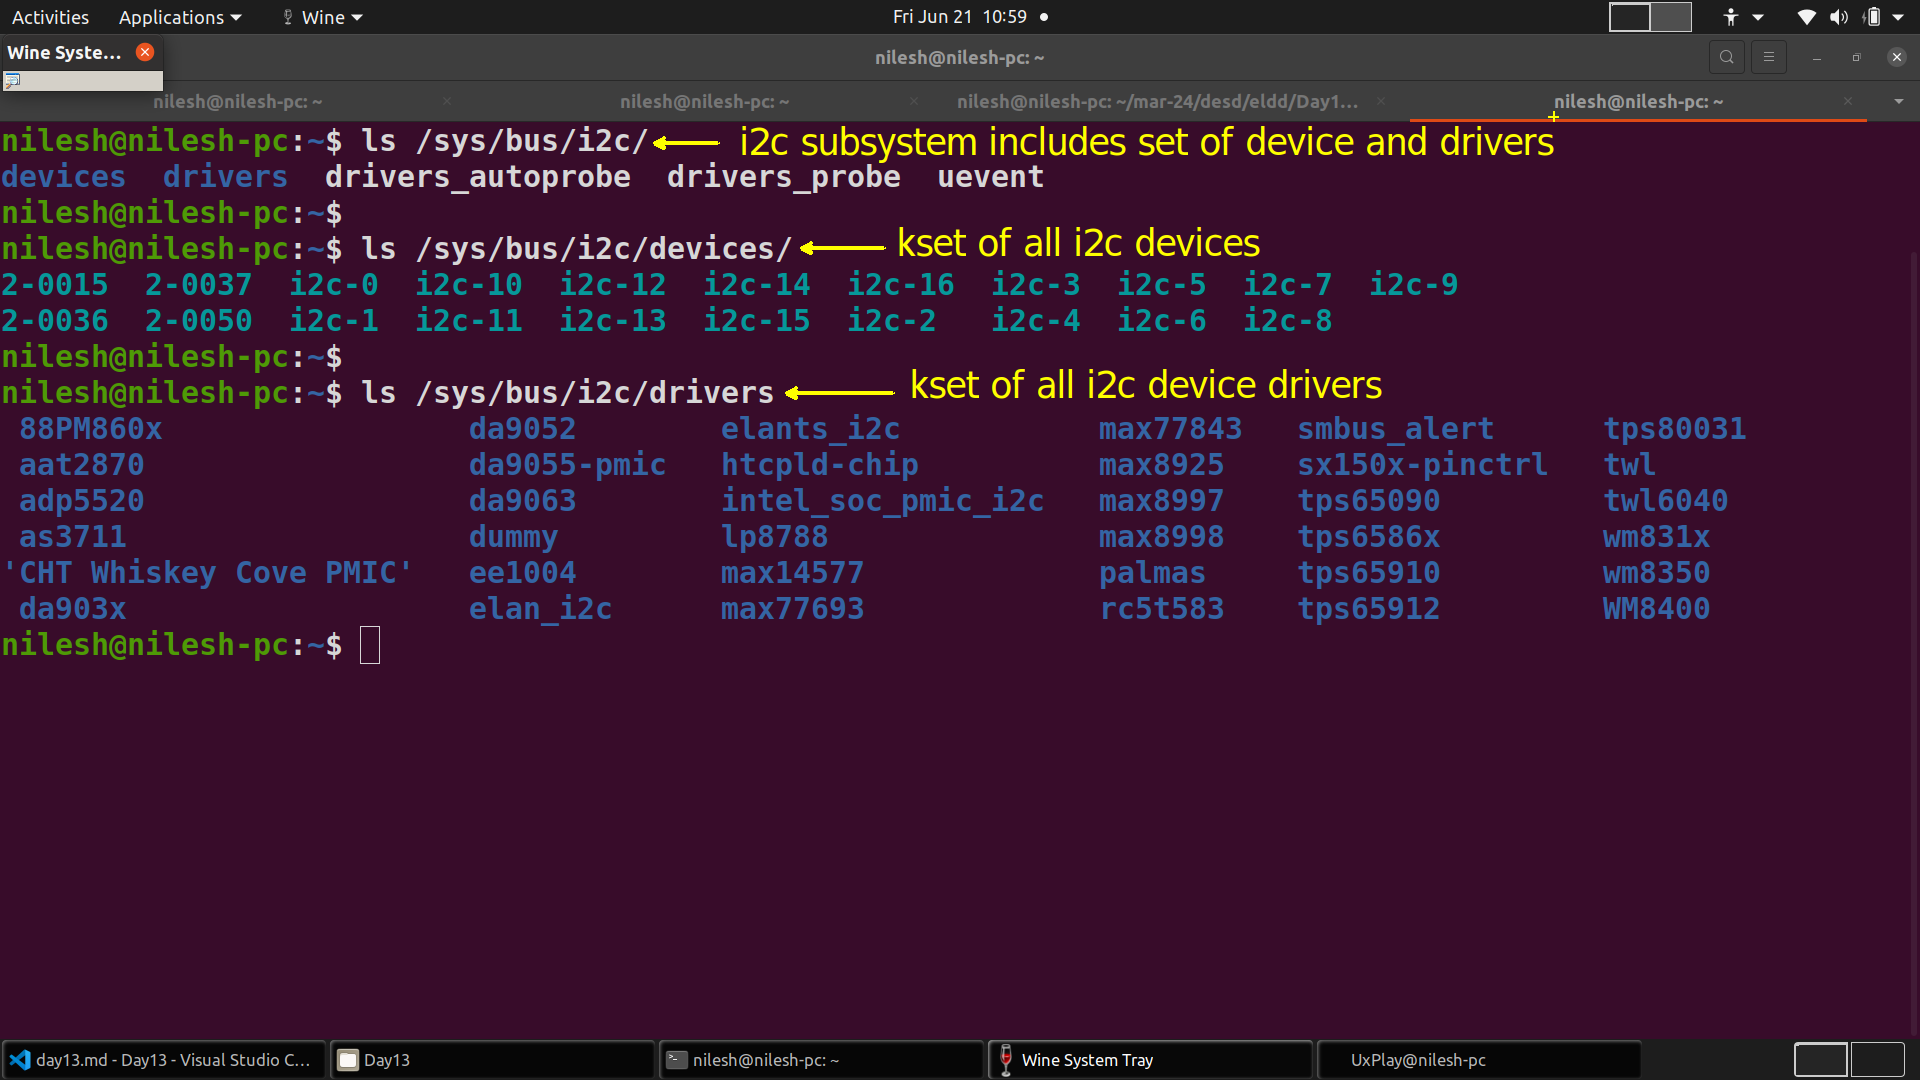 Activities Applications Wine Fri Jun 21 10:59
Wine Syste...
nilesh@nilesh-pc: ~
nilesh@nilesh-pc: ~ nilesh@nilesh-pc: ~ nilesh@nilesh-pc: ~/mar-24/desd/eldd/Day1... nilesh@nilesh-pc: ~
nilesh@nilesh-pc:~$ ls /sys/bus/i2c/ i2c subsystem includes set of device and drivers
devices drivers drivers_autoprobe drivers_probe uevent
nilesh@nilesh-pc:~$
nilesh@nilesh-pc:~$ ls /sys/bus/i2c/devices/ kset of all i2c devices
2-0015 2-0037 i2c-0 i2c-10 i2c-12 i2c-14 i2c-16 i2c-3 i2c-5 i2c-7 i2c-9
2-0036 2-0050 i2c-1 i2c-11 i2c-13 i2c-15 i2c-2 i2c-4 i2c-6 i2c-8
nilesh@nilesh-pc:~$
nilesh@nilesh-pc:~$ ls /sys/bus/i2c/drivers kset of all i2c device drivers
88PM860x da9052 elants_i2c max77843 smbus_alert tps80031
aat2870 da9055-pmic htcpld-chip max8925 sx150x-pinctrl twl
adp5520 da9063 intel_soc_pmic_i2c max8997 tps65090 twl6040
as3711 dummy lp8788 max8998 tps6586x wm831x
'CHT Whiskey Cove PMIC' ee1004 max14577 palmas tps65910 wm8350
da903x elan_i2c max77693 rc5t583 tps65912 WM8400
nilesh@nilesh-pc:~$
day13.md - Day13 - Visual Studio C... Day13 nilesh@nilesh-pc: ~ Wine System Tray UxPlay@nilesh-pc